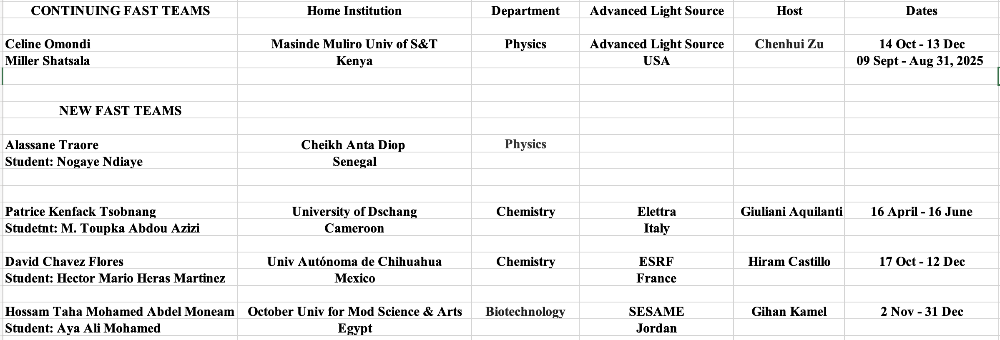 CONTINUING FAST TEAMS Home Institution Department Advanced Light Source Host Dates
Celine Omondi Masinde Muliro Univ of S&T Physics Advanced Light Source Chenhui Zu 14 Oct - 13 Dec
Miller Shatsala Kenya USA 09 Sept - Aug 31, 2025
NEW FAST TEAMS
Alassane Traore Cheikh Anta Diop Physics
Student: Nogaye Ndiaye Senegal
Patrice Kenfack Tsobnang University of Dschang Chemistry Elettra Giuliani Aquilanti 16 April - 16 June
Studetnt: M. Toupka Abdou Azizi Cameroon Italy
David Chavez Flores Univ Autónoma de Chihuahua Chemistry ESRF Hiram Castillo 17 Oct - 12 Dec
Student: Hector Mario Heras Martinez Mexico France
Hossam Taha Mohamed Abdel Moneam October Univ for Mod Science & Arts Biotechnology SESAME Gihan Kamel 2 Nov - 31 Dec
Student: Aya Ali Mohamed Egypt Jordan